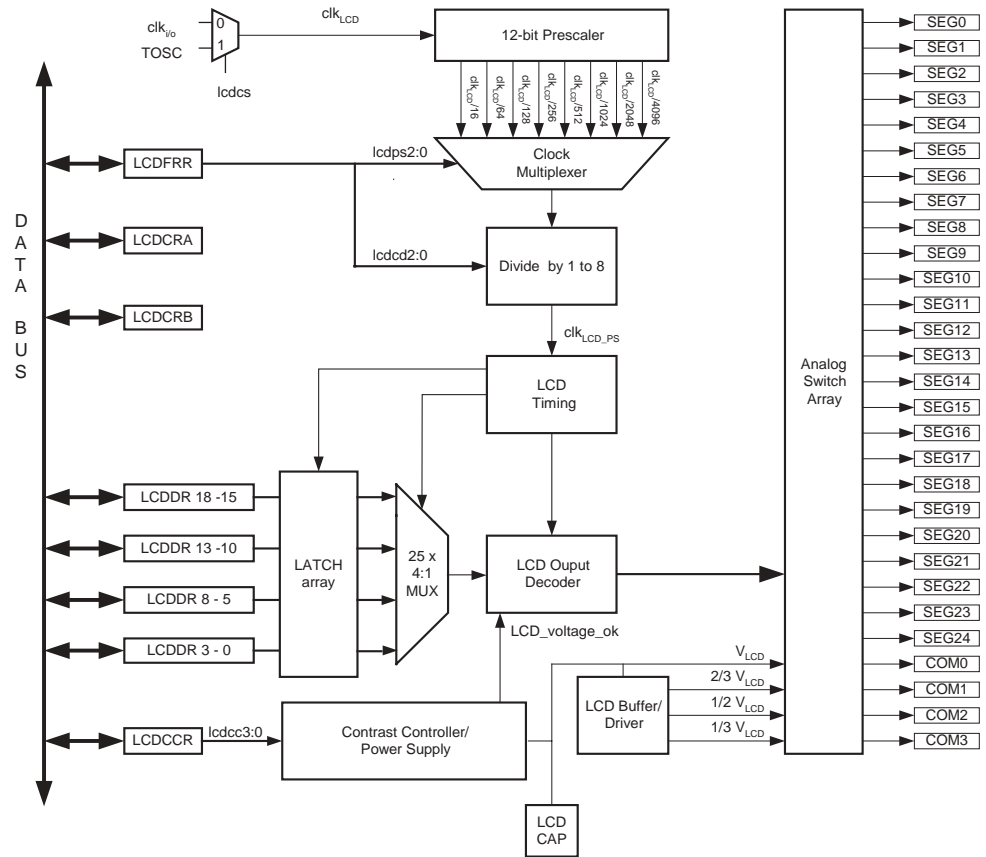 clk i/o
TOSC
0
1
lcdcs
clk LCD
12-bit Prescaler
clk LCD/16
clk LCD/64
clk LCD/128
clk LCD/256
clk LCD/512
clk LCD/1024
clk LCD/2048
clk LCD/4096
Clock
Multiplexer
DATA BUS
LCDFRR
lcdps2:0
LCDCRA
lcdcd2:0
Divide by 1 to 8
LCDCRB
clk LCD_PS
LCD
Timing
LCDDR 18 -15
LCDDR 13 -10
LCDDR 8 - 5
LCDDR 3 - 0
LATCH
array
25 x
4:1
MUX
LCD Ouput
Decoder
LCD_voltage_ok
LCDCCR
lcdcc3:0
Contrast Controller/
Power Supply
LCD
CAP
LCD Buffer/
Driver
V LCD
2/3 V LCD
1/2 V LCD
1/3 V LCD
Analog
Switch
Array
SEG0
SEG1
SEG2
SEG3
SEG4
SEG5
SEG6
SEG7
SEG8
SEG9
SEG10
SEG11
SEG12
SEG13
SEG14
SEG15
SEG16
SEG17
SEG18
SEG19
SEG20
SEG21
SEG22
SEG23
SEG24
COM0
COM1
COM2
COM3